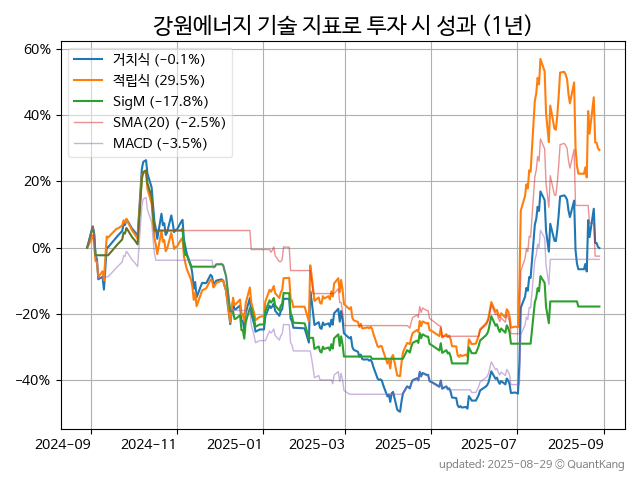 강원에너지 기술 지표로 투자 시 성과 (1년)
60%
40%
20%
0%
−20%
−40%
거치식 (−0.1%)
적립식 (29.5%)
SigM (−17.8%)
SMA(20) (−2.5%)
MACD (−3.5%)
2024-09
2024-11
2025-01
2025-03
2025-05
2025-07
2025-09
updated: 2025-08-29 © QuantKang